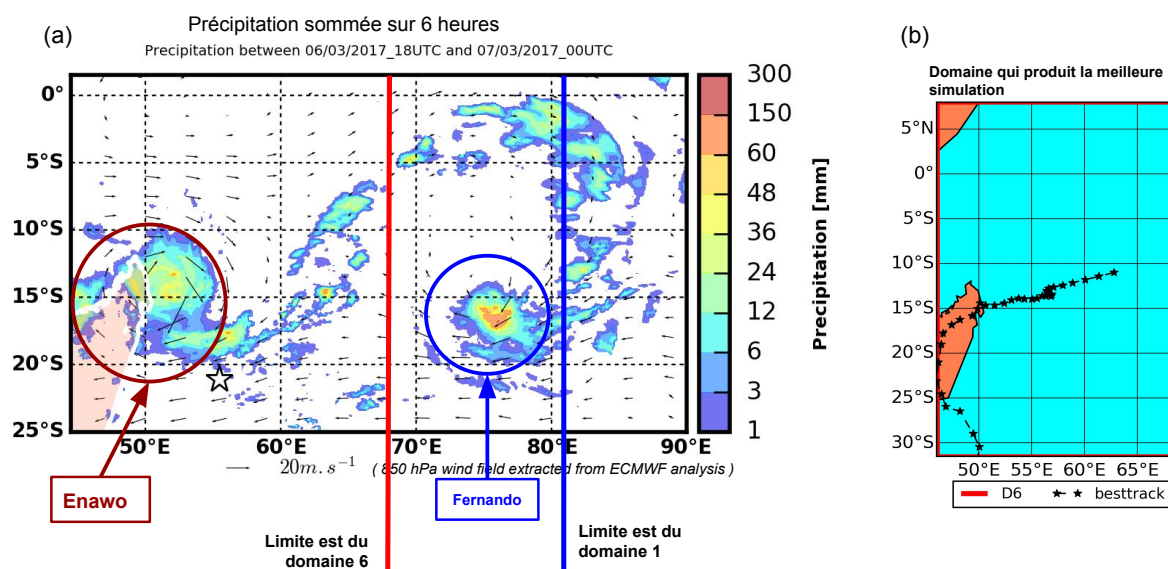 (a)
Précipitation sommée sur 6 heures
Precipitation between 06/03/2017_18UTC and 07/03/2017_00UTC
0°
5°S
10°S
15°S
20°S
25°S
50°E
60°E
70°E
80°E
90°E
300
150
60
48
36
24
12
6
3
1
Precipitation [mm]
20m.s⁻¹
( 850 hPa wind field extracted from ECMWF analysis )
Enawo
Fernando
Limite est du
domaine 6
Limite est du
domaine 1
(b)
Domaine qui produit la meilleure
simulation
5°N
0°
5°S
10°S
15°S
20°S
25°S
30°S
50°E
55°E
60°E
65°E
D6
besttrack